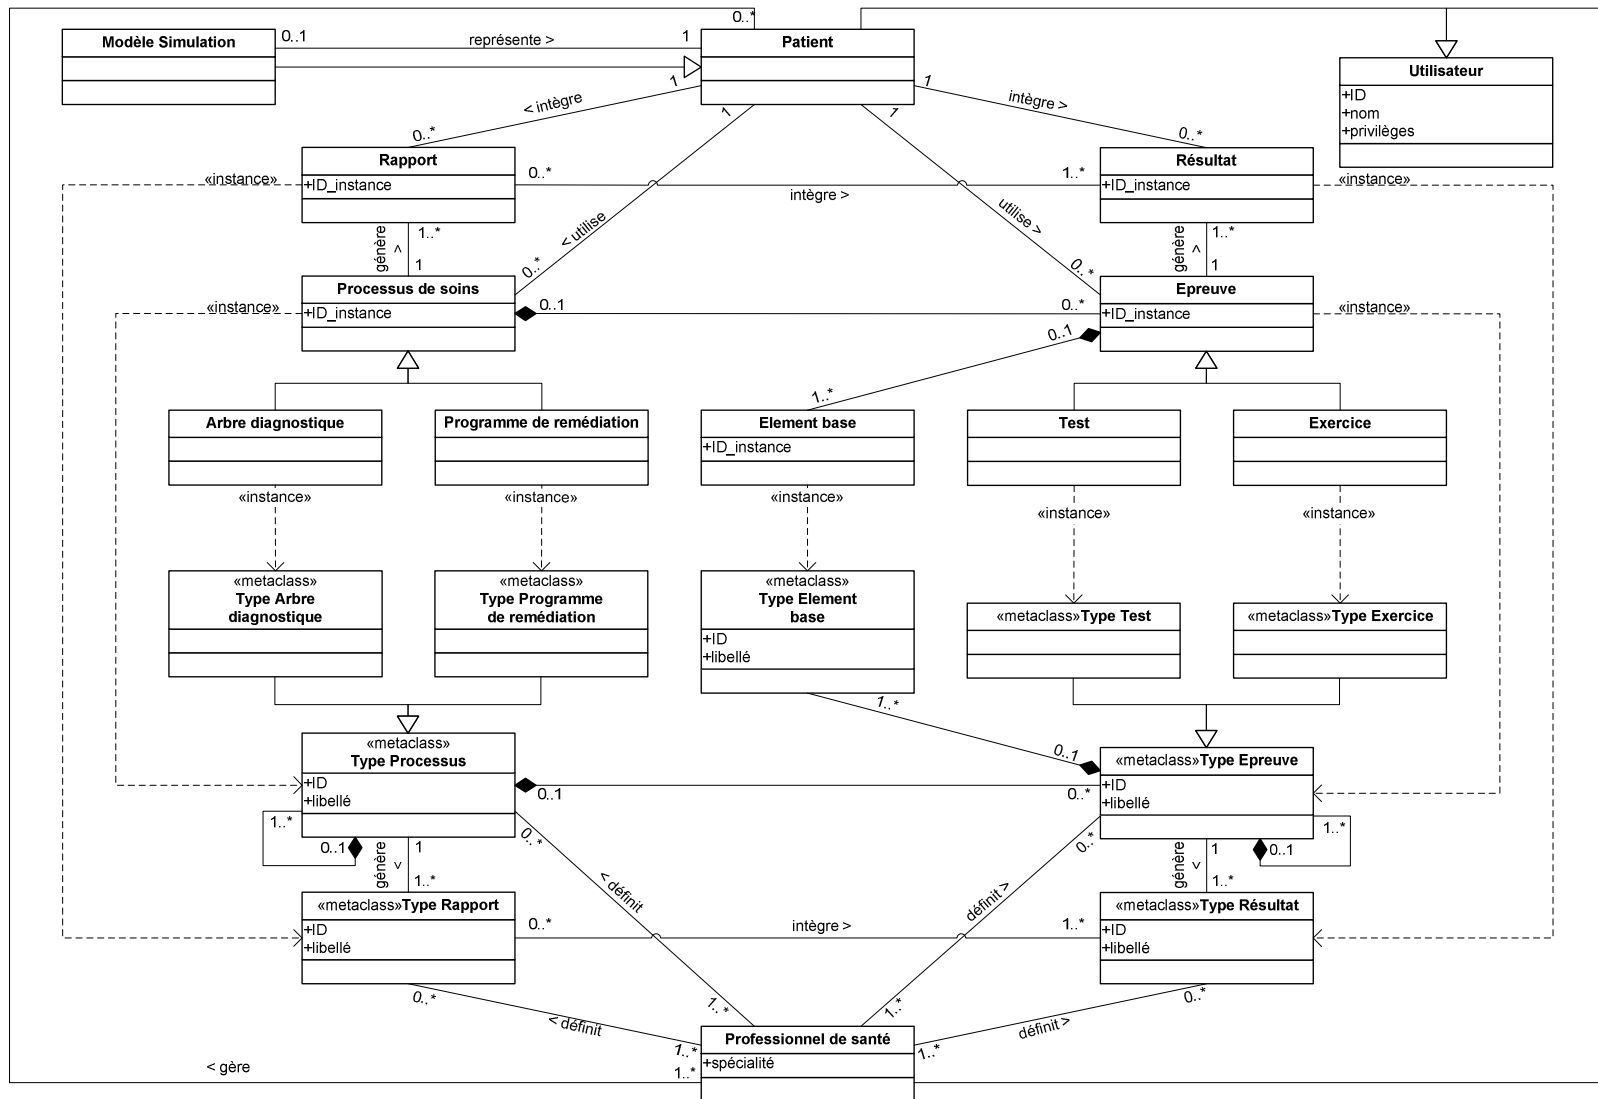 0..*
Modèle Simulation
0..1
représente >
1
Patient
Utilisateur
+ID
+nom
+privilèges
1
< intègre
0..*
1
1
1
intègre >
0..*
Rapport
+ID_instance
«instance»
0..*
intègre >
1..*
Résultat
+ID_instance
«instance»
< utilise
0..*
utilise >
0..*
génère
>
1..*
1
génère
>
1..*
1
Processus de soins
+ID_instance
«instance»
0..1
0..*
Epreuve
+ID_instance
«instance»
0..1
1..*
Arbre diagnostique
Programme de remédiation
Element base
+ID_instance
Test
Exercice
«instance»
«instance»
«instance»
«instance»
«instance»
«metaclass»
Type Arbre
diagnostique
«metaclass»
Type Programme
de remédiation
«metaclass»
Type Element
base
+ID
+libellé
«metaclass»Type Test
«metaclass»Type Exercice
1..*
0..1
«metaclass»
Type Processus
+ID
+libellé
0..1
0..*
«metaclass»Type Epreuve
+ID
+libellé
1..*
0..1
0..*
0..*
1..*
0..1
génère
<
1
1..*
< définit
définit >
génère
<
1
1..*
«metaclass»Type Rapport
+ID
+libellé
0..*
intègre >
1..*
«metaclass»Type Résultat
+ID
+libellé
0..*
< définit
1..*
1..*
1..*
définit >
0..*
1..*
Professionnel de santé
+spécialité
< gère
1..*